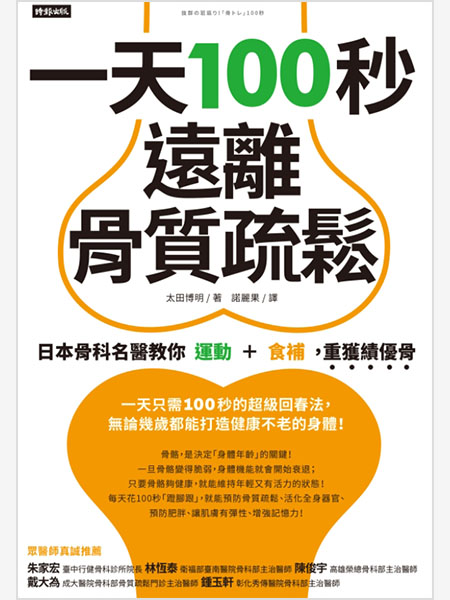 時報出版
抜群の若返り!「骨トレ」100秒
一天100秒
遠離
骨質疏鬆
太田博明/著 諾麗果/譯
日本骨科名醫教你 運動 + 食補 ,重獲績優骨
一天只需100秒的超級回春法,
無論幾歲都能打造健康不老的身體!
骨骼,是決定「身體年齡」的關鍵!
一旦骨骼變得脆弱,身體機能就會開始衰退;
只要骨骼夠健康,就能維持年輕又有活力的狀態!
每天花100秒「蹬腳跟」,就能預防骨質疏鬆、活化全身器官、
預防肥胖、讓肌膚有彈性、增強記憶力!
眾醫師真誠推薦
朱家宏 臺中行健骨科診所院長 林恆泰 衛福部臺南醫院骨科部主治醫師 陳俊宇 高雄榮總骨科部主治醫師
戴大為 成大醫院骨科部骨質疏鬆門診主治醫師 鍾玉軒 彰化秀傳醫院骨科部主治醫師